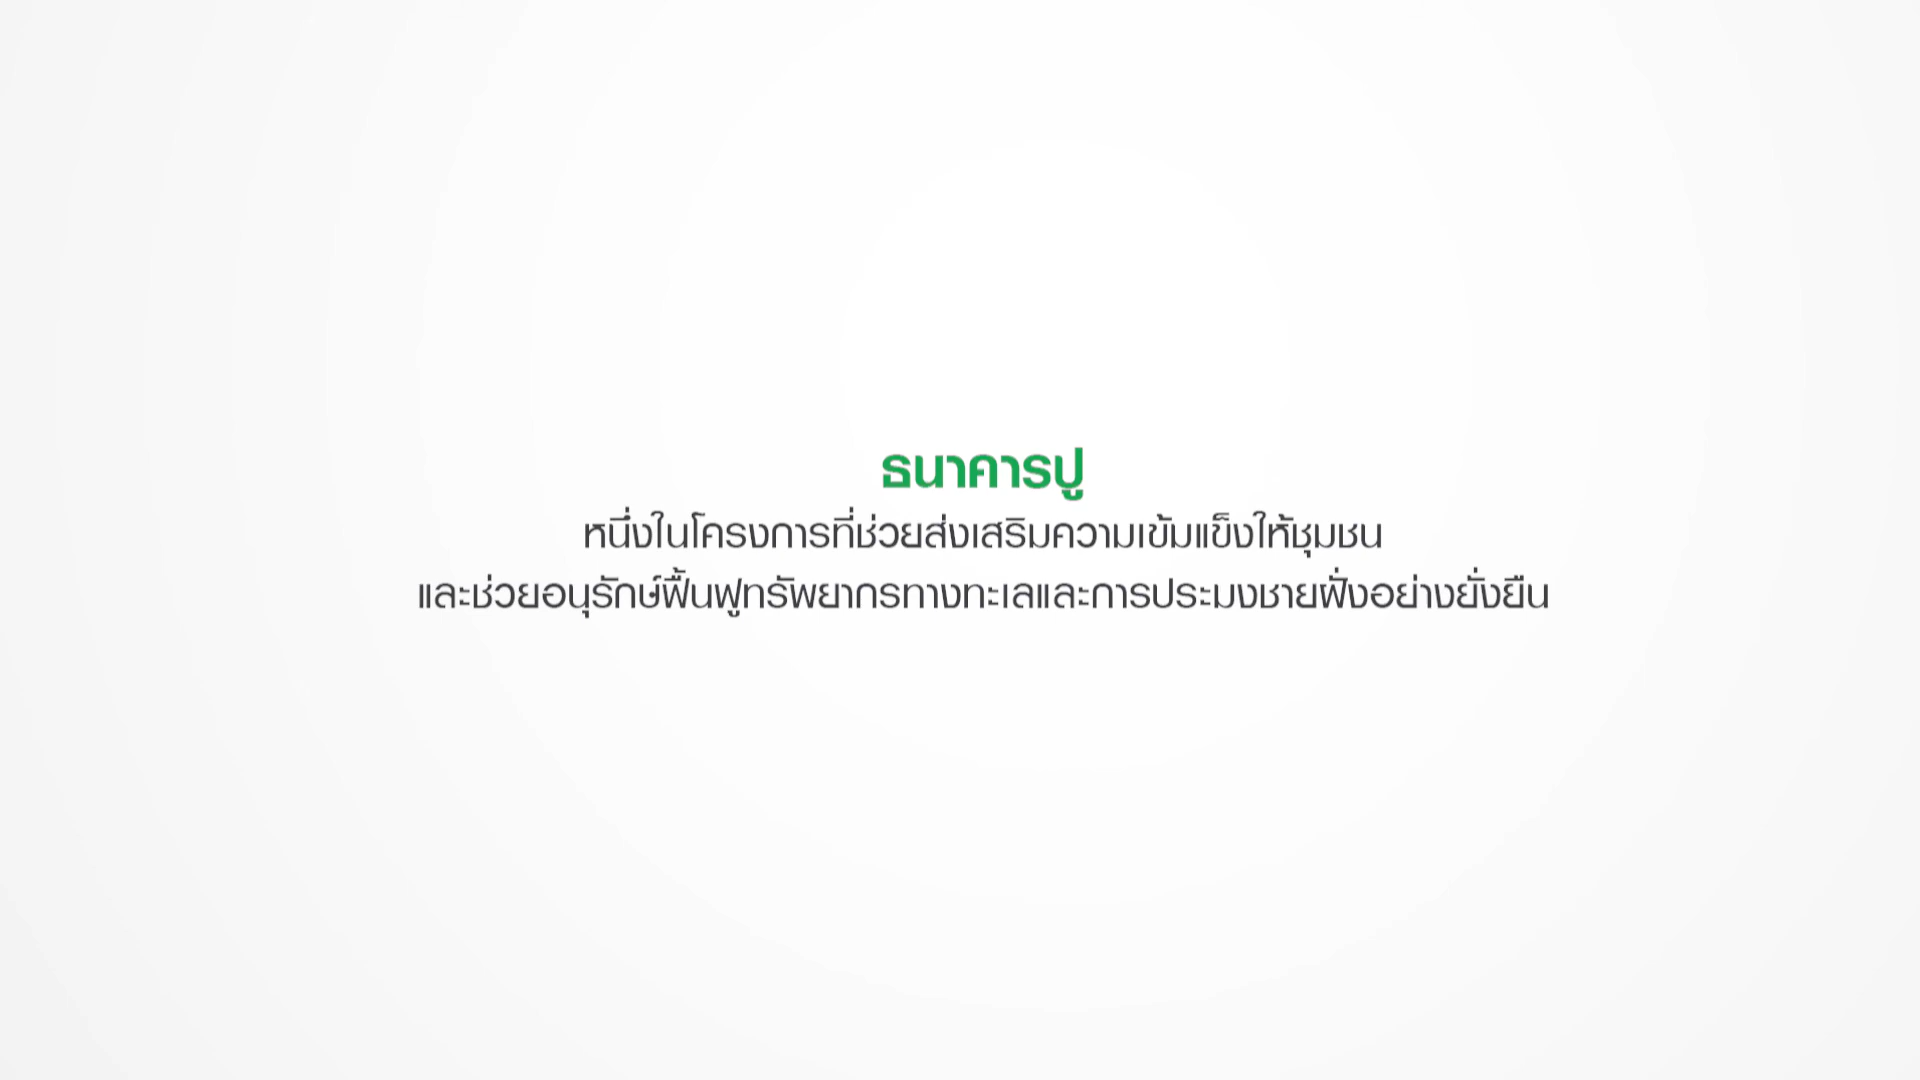 ธนาคารปู
หนึ่งในโครงการที่ช่วยส่งเสริมความเข้มแข็งให้ชุมชน
และช่วยอนุรักษ์ฟื้นฟูทรัพยากรทางทะเลและการประมงชายฝั่งอย่างยั่งยืน